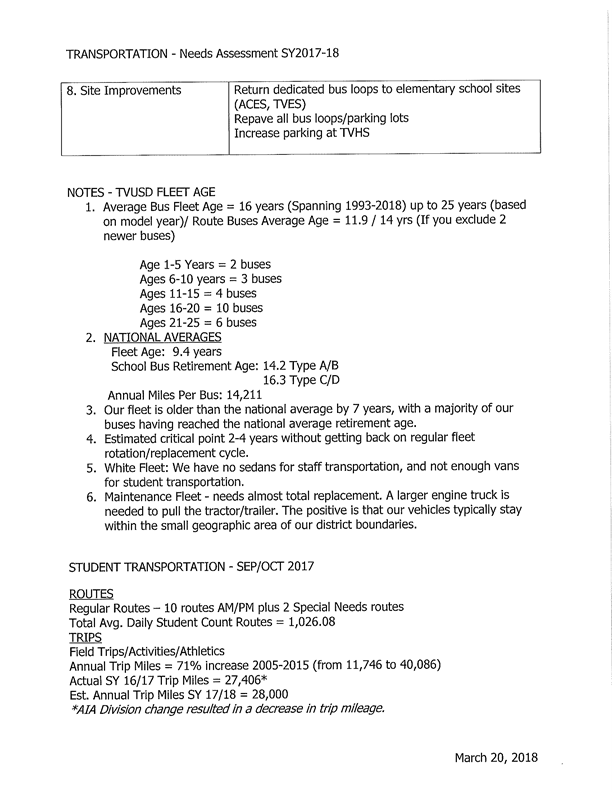 TRANSPORTATION - Needs Assessment SY2017-18
8. Site Improvements
Return dedicated bus loops to elementary school sites
(ACES, TVES)
Repave all bus loops/parking lots
Increase parking at TVHS
NOTES - TVUSD FLEET AGE
1. Average Bus Fleet Age = 16 years (Spanning 1993-2018) up to 25 years (based
on model year)/ Route Buses Average Age = 11.9 / 14 yrs (If you exclude 2
newer buses)
Age 1-5 Years = 2 buses
Ages 6-10 years = 3 buses
Ages 11-15 = 4 buses
Ages 16-20 = 10 buses
Ages 21-25 = 6 buses
2. NATIONAL AVERAGES
Fleet Age: 9.4 years
School Bus Retirement Age: 14.2 Type A/B
16.3 Type C/D
Annual Miles Per Bus: 14,211
3. Our fleet is older than the national average by 7 years, with a majority of our
buses having reached the national average retirement age.
4. Estimated critical point 2-4 years without getting back on regular fleet
rotation/replacement cycle.
5. White Fleet: We have no sedans for staff transportation, and not enough vans
for student transportation.
6. Maintenance Fleet - needs almost total replacement. A larger engine truck is
needed to pull the tractor/trailer. The positive is that our vehicles typically stay
within the small geographic area of our district boundaries.
STUDENT TRANSPORTATION - SEP/OCT 2017
ROUTES
Regular Routes – 10 routes AM/PM plus 2 Special Needs routes
Total Avg. Daily Student Count Routes = 1,026.08
TRIPS
Field Trips/Activities/Athletics
Annual Trip Miles = 71% increase 2005-2015 (from 11,746 to 40,086)
Actual SY 16/17 Trip Miles = 27,406*
Est. Annual Trip Miles SY 17/18 = 28,000
*AIA Division change resulted in a decrease in trip mileage.
March 20, 2018